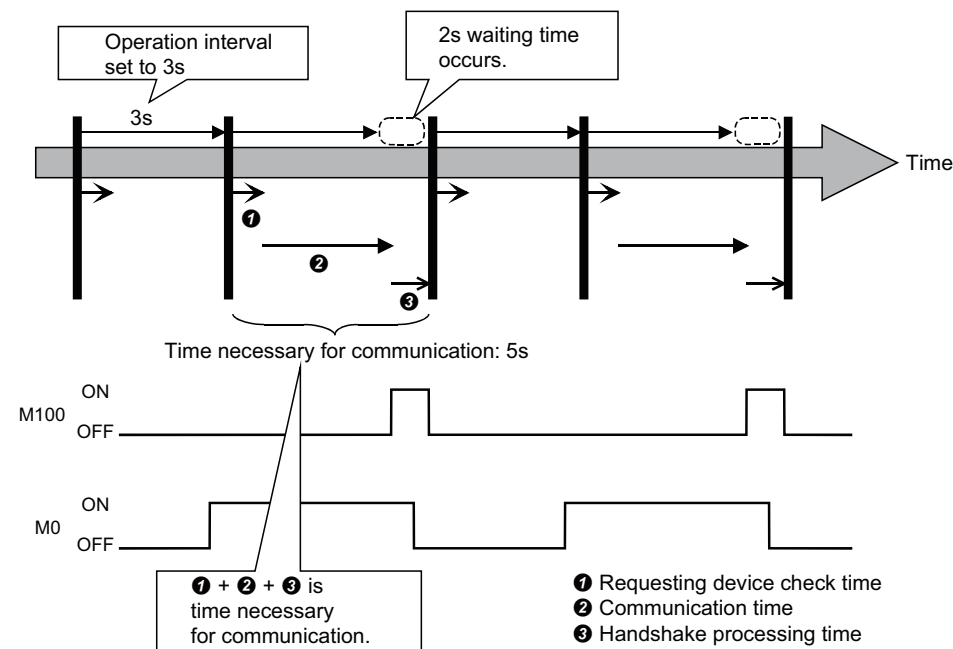 Operation interval
set to 3s
2s waiting time
occurs.
3s
Time
❶
❷
❸
Time necessary for communication: 5s
ON
M100
OFF
ON
M0
OFF
❶ + ❷ + ❸ is
time necessary
for communication.
❶ Requesting device check time
❷ Communication time
❸ Handshake processing time